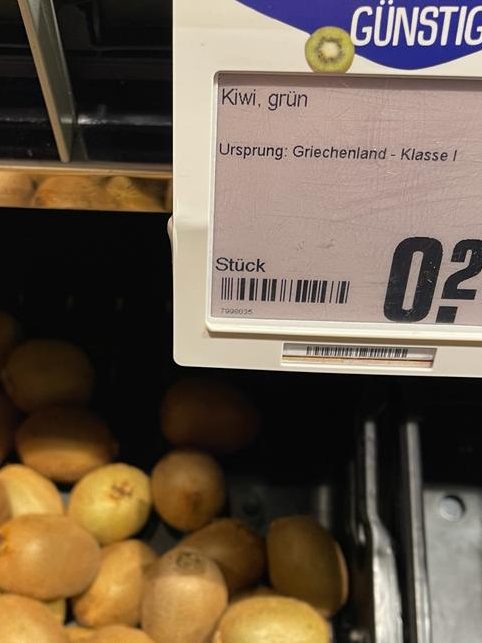 GÜNSTIG
Kiwi, grün
Ursprung: Griechenland - Klasse I
Stück
0.2